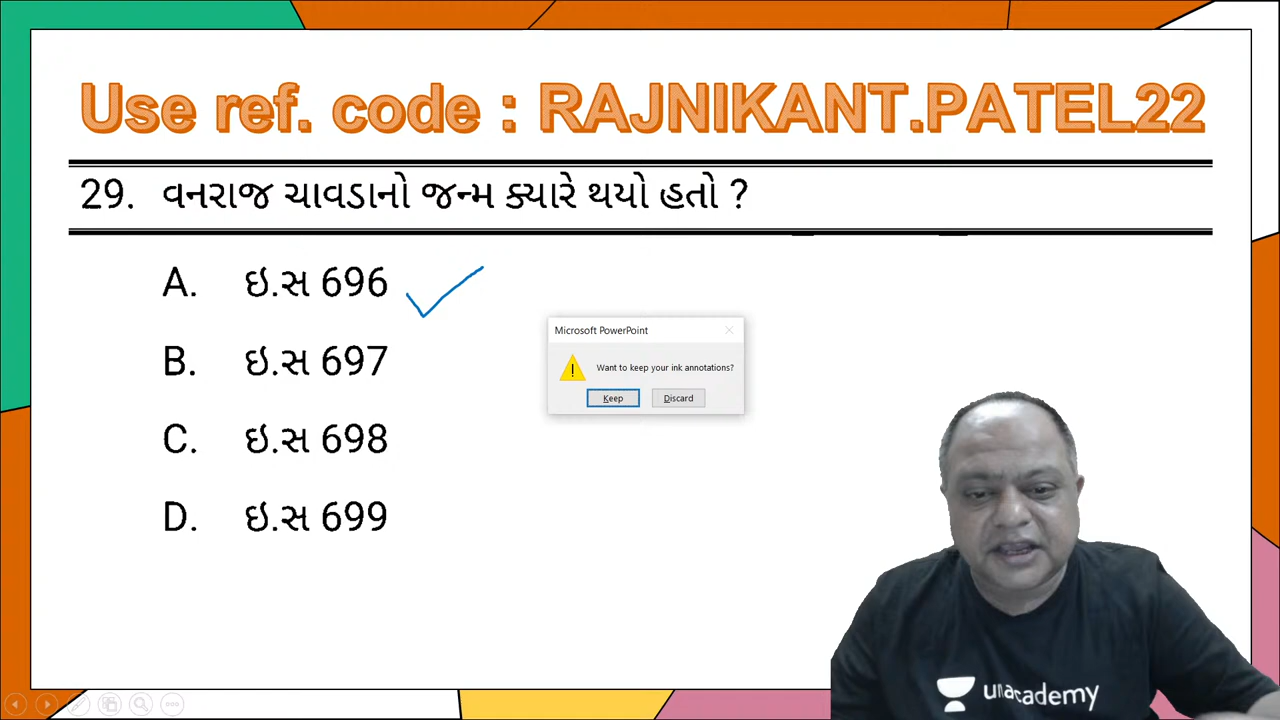 Use ref. code : RAJNIKANT.PATEL22
29. વનરાજ ચાવડાનો જન્મ ક્યારે થયો હતો ?
A. ઇ.સ 696
B. ઇ.સ 697
C. ઇ.સ 698
D. ઇ.સ 699
Microsoft PowerPoint
Want to keep your ink annotations?
Keep Discard
unacademy